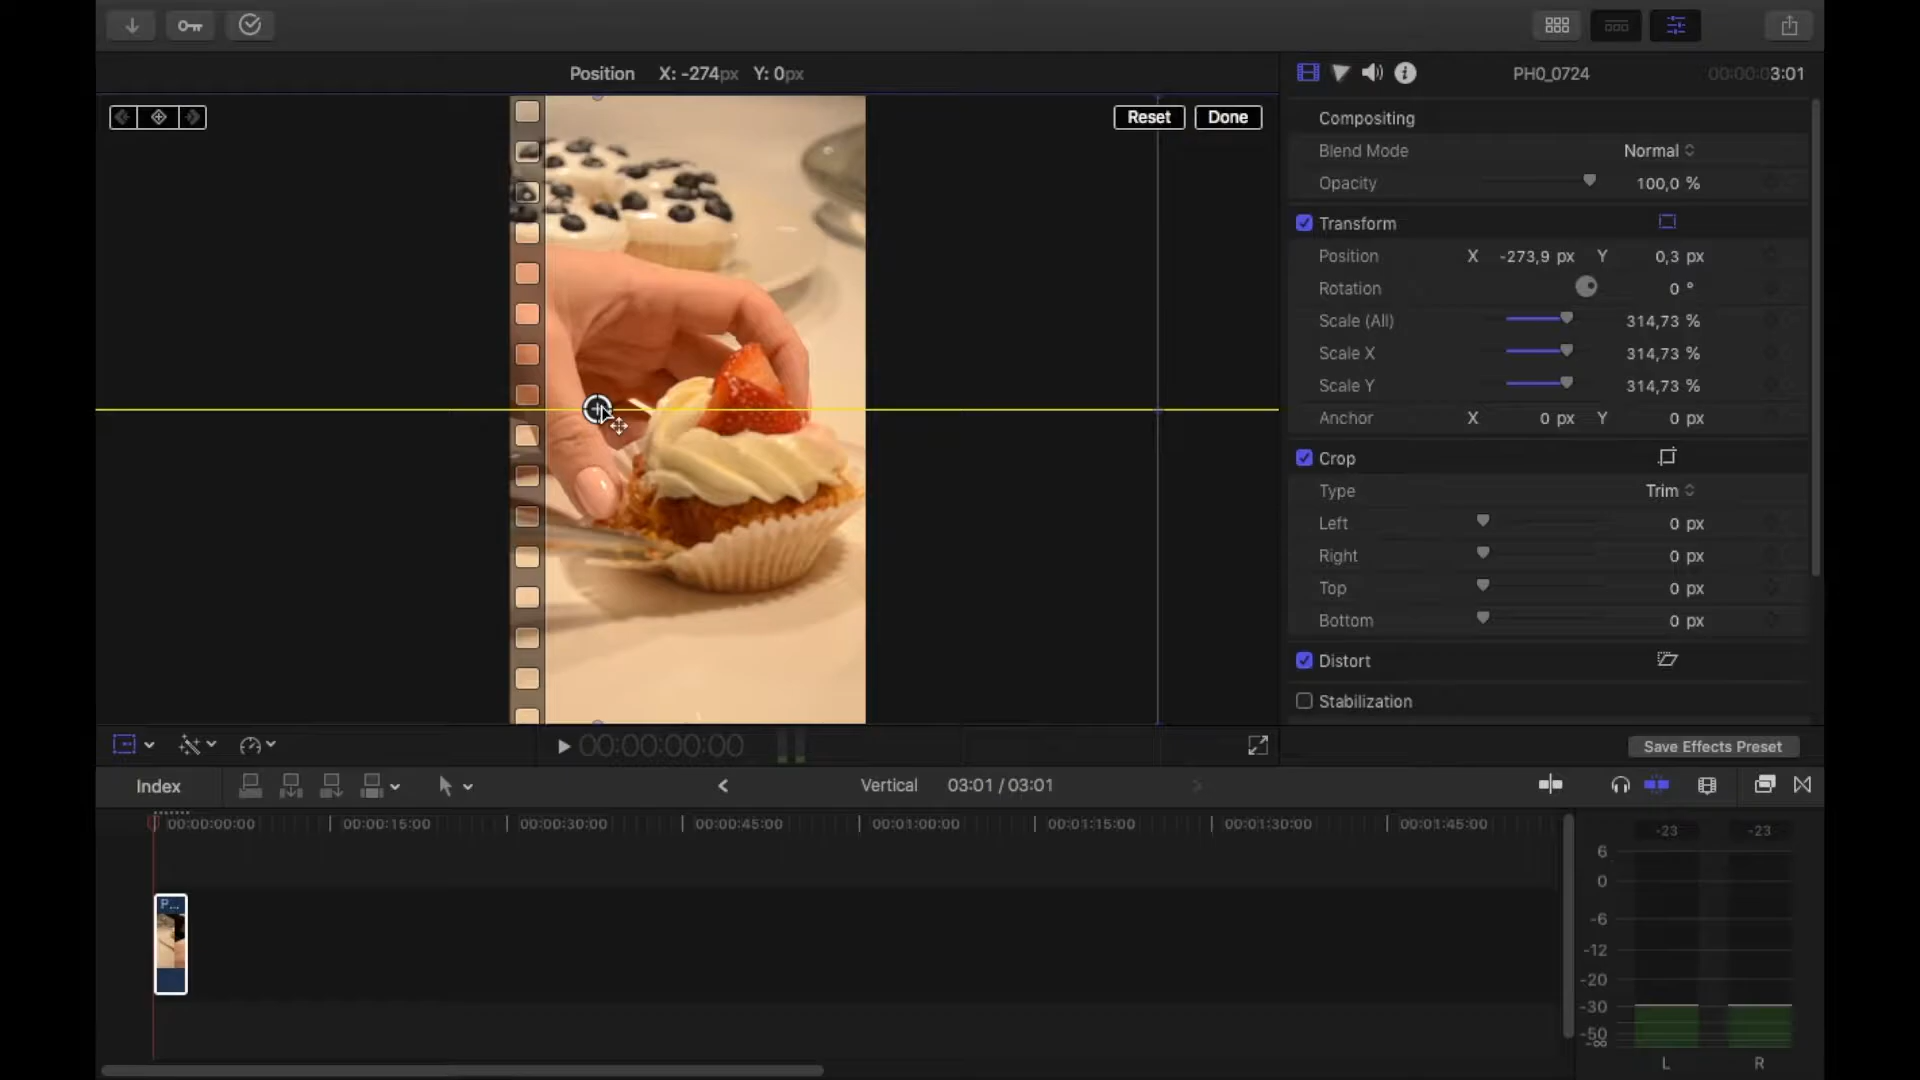 Position X: -274px Y: 0px
PH0_0724
00:00:03:01
Reset
Done
Compositing
Blend Mode Normal
Opacity 100,0 %
Transform
Position X -273,9 px Y 0,3 px
Rotation 0 °
Scale (All) 314,73 %
Scale X 314,73 %
Scale Y 314,73 %
Anchor X 0 px Y 0 px
Crop
Type Trim
Left 0 px
Right 0 px
Top 0 px
Bottom 0 px
Distort
Stabilization
00:00:00:00
Save Effects Preset
Index
Vertical 03:01 / 03:01
00:00:00:00 00:00:15:00 00:00:30:00 00:00:45:00 00:01:00:00 00:01:15:00 00:01:30:00 00:01:45:00
P...
-23 -23
6
0
-6
-12
-20
-30
-50
-∞
L R